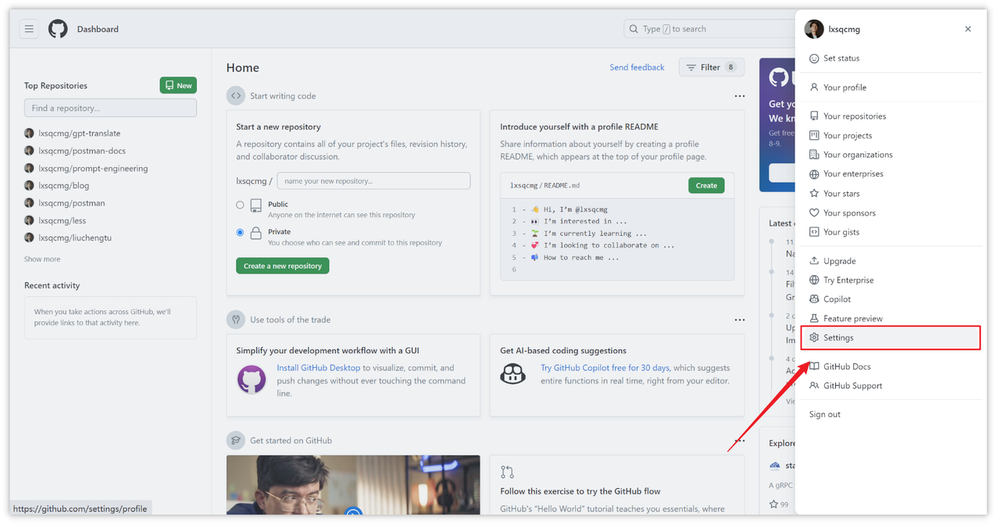 Dashboard
Type / to search
Top Repositories
New
Find a repository...
lxsqcmg/gpt-translate
lxsqcmg/postman-docs
lxsqcmg/prompt-engineering
lxsqcmg/blog
lxsqcmg/postman
lxsqcmg/less
lxsqcmg/liuchengtu
Show more
Recent activity
When you take actions across GitHub, we'll
provide links to that activity here.
Home
Send feedback
Filter 8
Start writing code
Start a new repository
A repository contains all of your project's files, revision history,
and collaborator discussion.
lxsqcmg / name your new repository...
Public
Anyone on the internet can see this repository
Private
You choose who can see and commit to this repository
Create a new repository
Introduce yourself with a profile README
Share information about yourself by creating a profile
README, which appears at the top of your profile page.
lxsqcmg / README.md
Create
1 - 👋 Hi, I'm @lxsqcmg
2 - 👀 I'm interested in ...
3 - 🌱 I'm currently learning ...
4 - 💞️ I'm looking to collaborate on ...
5 - 📫 How to reach me ...
6
Use tools of the trade
Simplify your development workflow with a GUI
Install GitHub Desktop to visualize, commit, and
push changes without ever touching the command
line.
Get AI-based coding suggestions
Try GitHub Copilot free for 30 days, which suggests
entire functions in real time, right from your editor.
Get started on GitHub
Follow this exercise to try the GitHub flow
GitHub's "Hello World" tutorial teaches you essentials, where
Get yo
We kn
Get free
8-9.
Latest c
11
Na
14
Fil
Gr
2 c
Up
Im
4 c
Ac
Vie
Explore
sta
A gRPC
99
lxsqcmg
Set status
Your profile
Your repositories
Your projects
Your organizations
Your enterprises
Your stars
Your sponsors
Your gists
Upgrade
Try Enterprise
Copilot
Feature preview
Settings
GitHub Docs
GitHub Support
Sign out
https://github.com/settings/profile